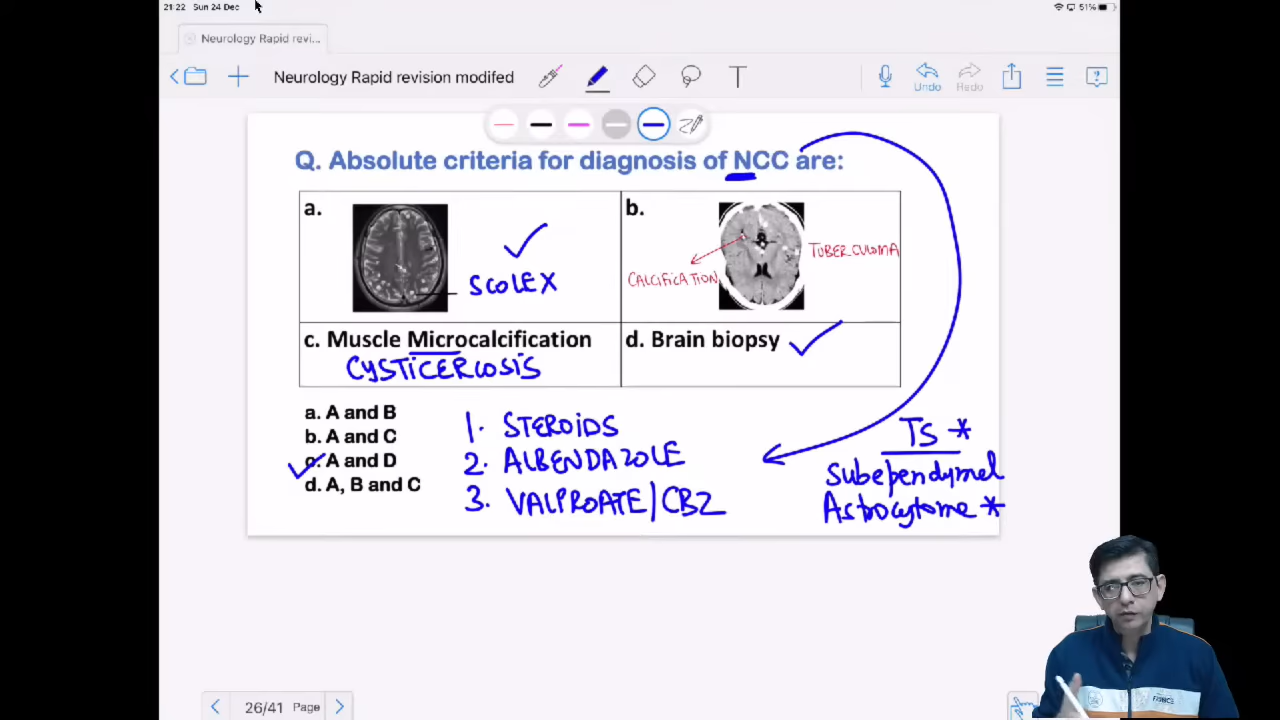 21:22 Sun 24 Dec
51%
Neurology Rapid revi...
Neurology Rapid revision modifed
T
Undo
Redo
Q. Absolute criteria for diagnosis of NCC are:
a.
SCOLEX
b.
CALCIFICATION
TUBERCULOMA
c. Muscle Microcalcification
CYSTICERCOSIS
d. Brain biopsy
a. A and B
b. A and C
c. A and D
d. A, B and C
1. STEROIDS
2. ALBENDAZOLE
3. VALPROATE/CBZ
TS *
Subependymel
Astrocytome *
26/41 Page